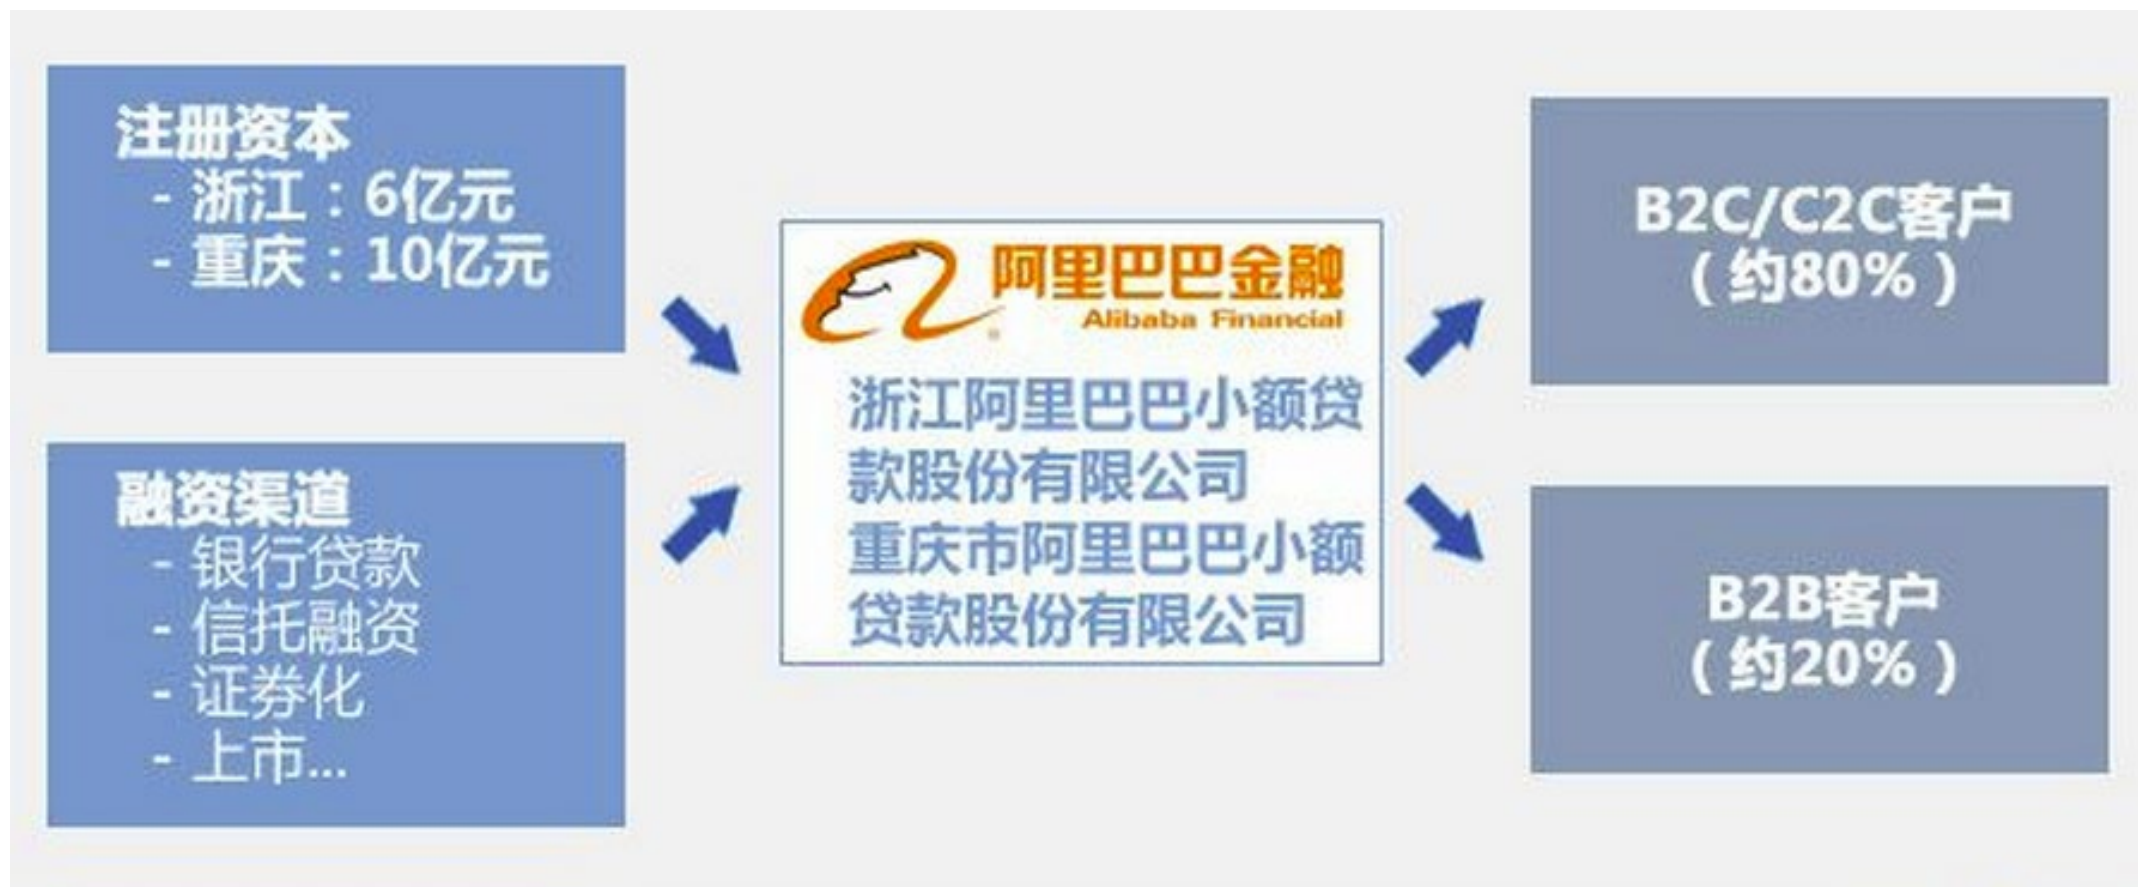 注册资本
- 浙江：6亿元
- 重庆：10亿元
融资渠道
- 银行贷款
- 信托融资
- 证券化
- 上市...
阿里巴巴金融
Alibaba Financial
浙江阿里巴巴小额贷
款股份有限公司
重庆市阿里巴巴小额
贷款股份有限公司
B2C/C2C客户
（约80%）
B2B客户
（约20%）